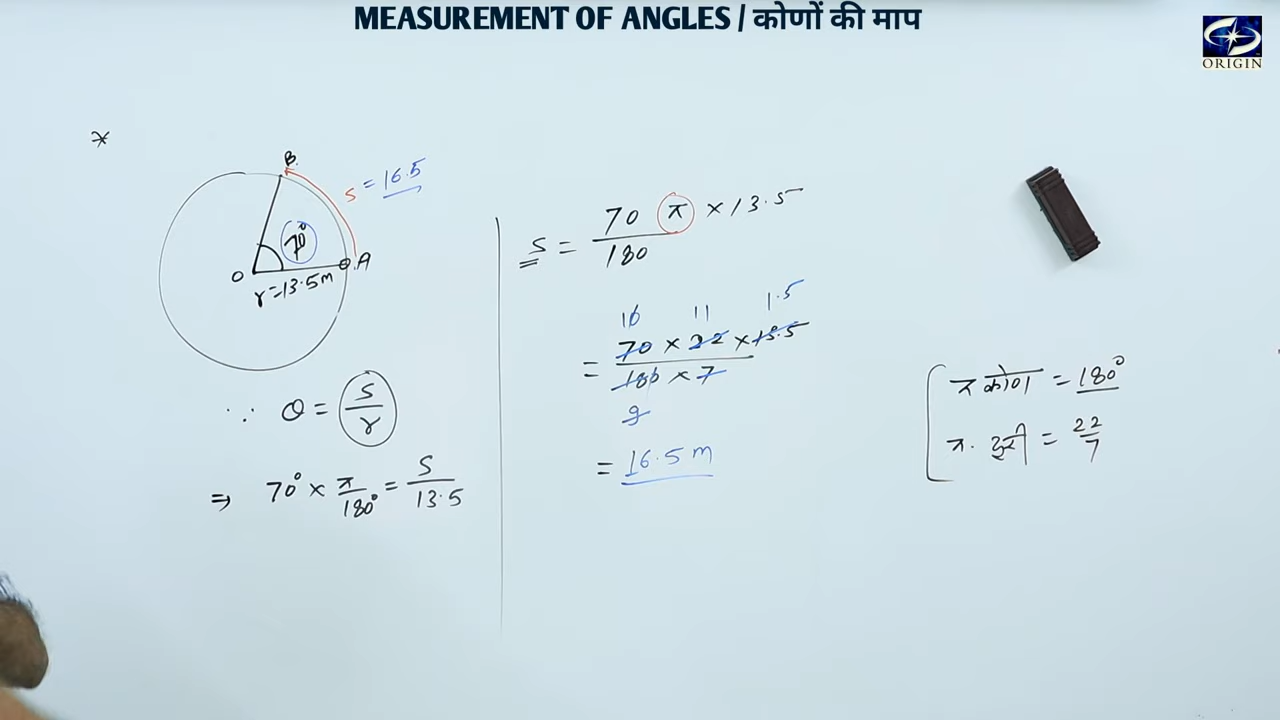 MEASUREMENT OF ANGLES / कोणों की माप
ORIGIN
*
B.
S = 16.5
70°
O
A
r=13.5m
∵ θ = S/r
⇒ 70° × π/180° = S/13.5
S = 70 π × 13.5 / 180
10 11 1.5
= 70 × 22 × 13.5 / 180 × 7
9
= 16.5 m
π कोण = 180°
π. दूरी = 22/7